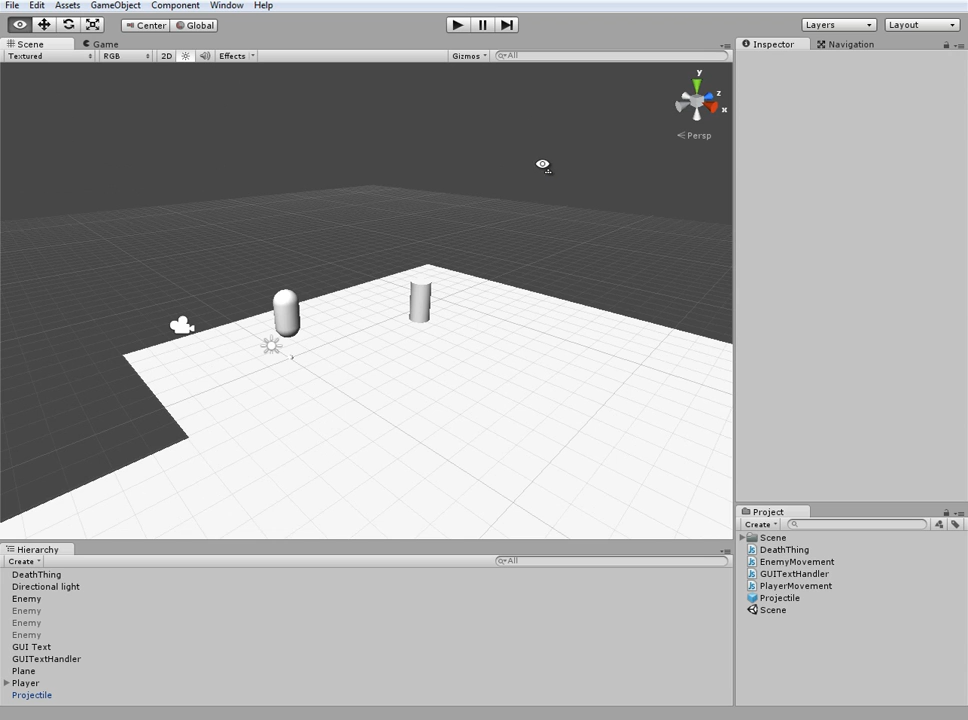 File Edit Assets GameObject Component Window Help
Center Global Layers Layout
Scene Game Inspector Navigation
Textured RGB 2D Effects Gizmos All
y
z
x
Persp
Project
Create
Scene
DeathThing
EnemyMovement
GUITextHandler
PlayerMovement
Projectile
Scene
Hierarchy
Create All
DeathThing
Directional light
Enemy
Enemy
Enemy
Enemy
GUI Text
GUITextHandler
Plane
Player
Projectile